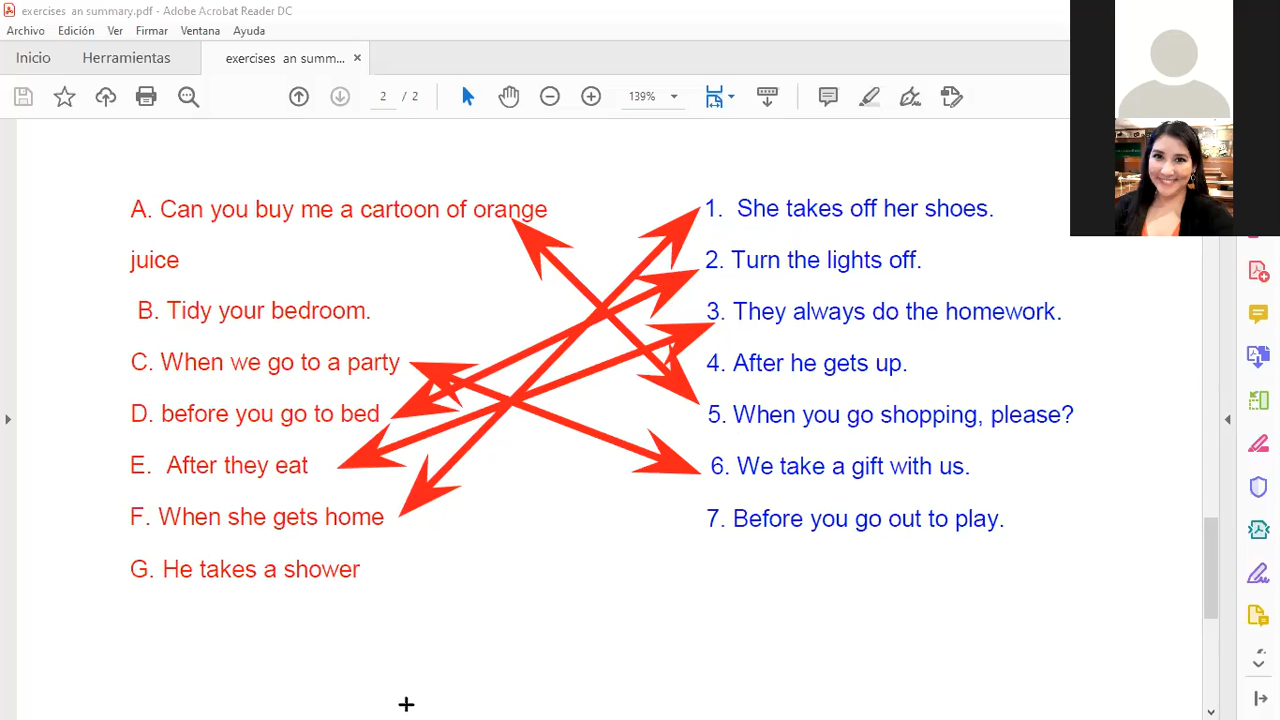 exercises an summary.pdf - Adobe Acrobat Reader DC
Archivo Edición Ver Firmar Ventana Ayuda
Inicio Herramientas exercises an summ... ×
2 / 2 139%
A. Can you buy me a cartoon of orange
juice
B. Tidy your bedroom.
C. When we go to a party
D. before you go to bed
E. After they eat
F. When she gets home
G. He takes a shower
1. She takes off her shoes.
2. Turn the lights off.
3. They always do the homework.
4. After he gets up.
5. When you go shopping, please?
6. We take a gift with us.
7. Before you go out to play.